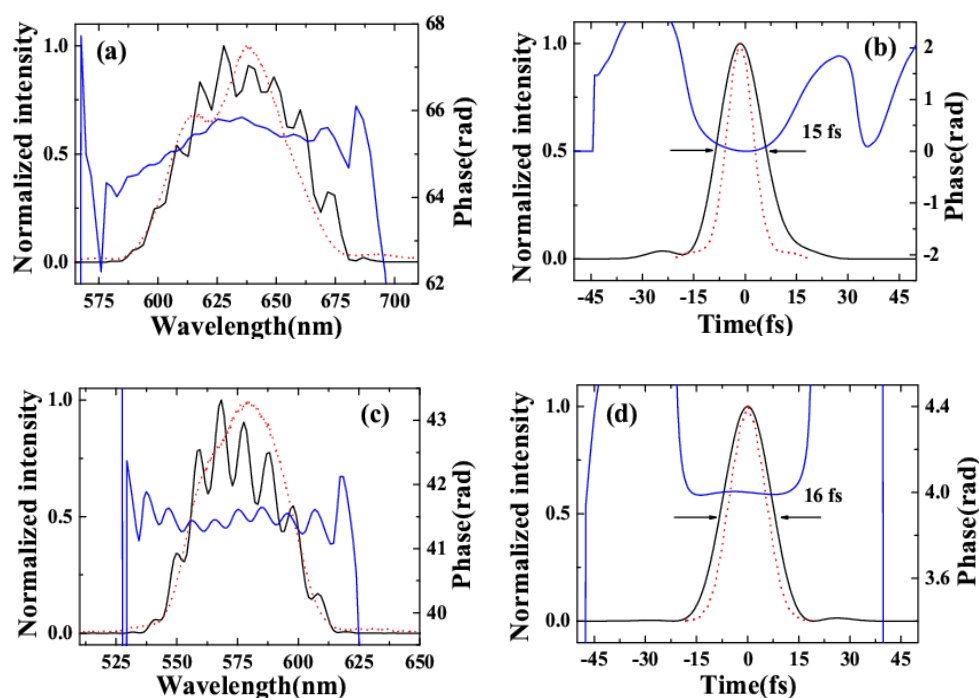 (a)
Normalized intensity
1.0
0.5
0.0
68
66
64
62
Phase(rad)
575 600 625 650 675 700
Wavelength(nm)
(b)
Normalized intensity
1.0
0.5
0.0
15 fs
2
1
0
-1
-2
Phase(rad)
-45 -30 -15 0 15 30 45
Time(fs)
(c)
Normalized intensity
1.0
0.5
0.0
43
42
41
40
Phase(rad)
525 550 575 600 625 650
Wavelength(nm)
(d)
Normalized intensity
1.0
0.5
0.0
16 fs
4.4
4.0
3.6
Phase(rad)
-45 -30 -15 0 15 30 45
Time(fs)